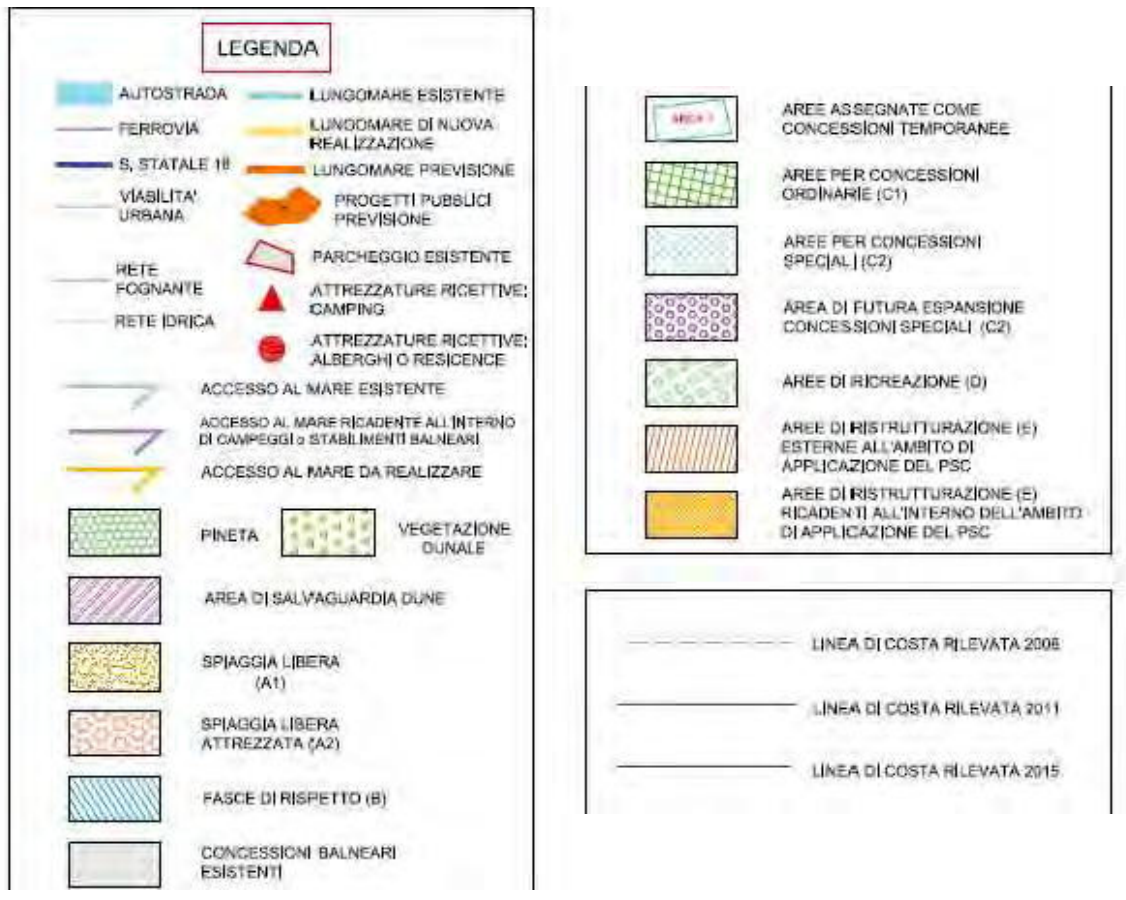 LEGENDA
AUTOSTRADA
FERROVIA
S. STATALE 18
VIABILITA'
URBANA
RETE
FOGNANTE
RETE IDRICA
LUNGOMARE ESISTENTE
LUNGOMARE DI NUOVA
REALIZZAZIONE
LUNGOMARE PREVISIONE
PROGETTI PUBBLICI
PREVISIONE
PARCHEGGIO ESISTENTE
ATTREZZATURE RICETTIVE:
CAMPING
ATTREZZATURE RICETTIVE:
ALBERGHI O RESICENCE
ACCESSO AL MARE ESISTENTE
ACCESSO AL MARE RICADENTE ALL'INTERNO
DI CAMPEGGI o STABILIMENTI BALNEARI
ACCESSO AL MARE DA REALIZZARE
PINETA
VEGETAZIONE
DUNALE
AREA DI SALVAGUARDIA DUNE
SPIAGGIA LIBERA
(A1)
SPIAGGIA LIBERA
ATTREZZATA (A2)
FASCE DI RISPETTO (B)
CONCESSIONI BALNEARI
ESISTENTI
AREE ASSEGNATE COME
CONCESSIONI TEMPORANEE
AREE PER CONCESSIONI
ORDINARIE (C1)
AREE PER CONCESSIONI
SPECIALI (C2)
AREA DI FUTURA ESPANSIONE
CONCESSIONI SPECIALI (C2)
AREE DI RICREAZIONE (D)
AREE DI RISTRUTTURAZIONE (E)
ESTERNE ALL'AMBITO DI
APPLICAZIONE DEL PSC
AREE DI RISTRUTTURAZIONE (E)
RICADENTI ALL'INTERNO DELL'AMBITO
DI APPLICAZIONE DEL PSC
LINEA DI COSTA RILEVATA 2008
LINEA DI COSTA RILEVATA 2011
LINEA DI COSTA RILEVATA 2015